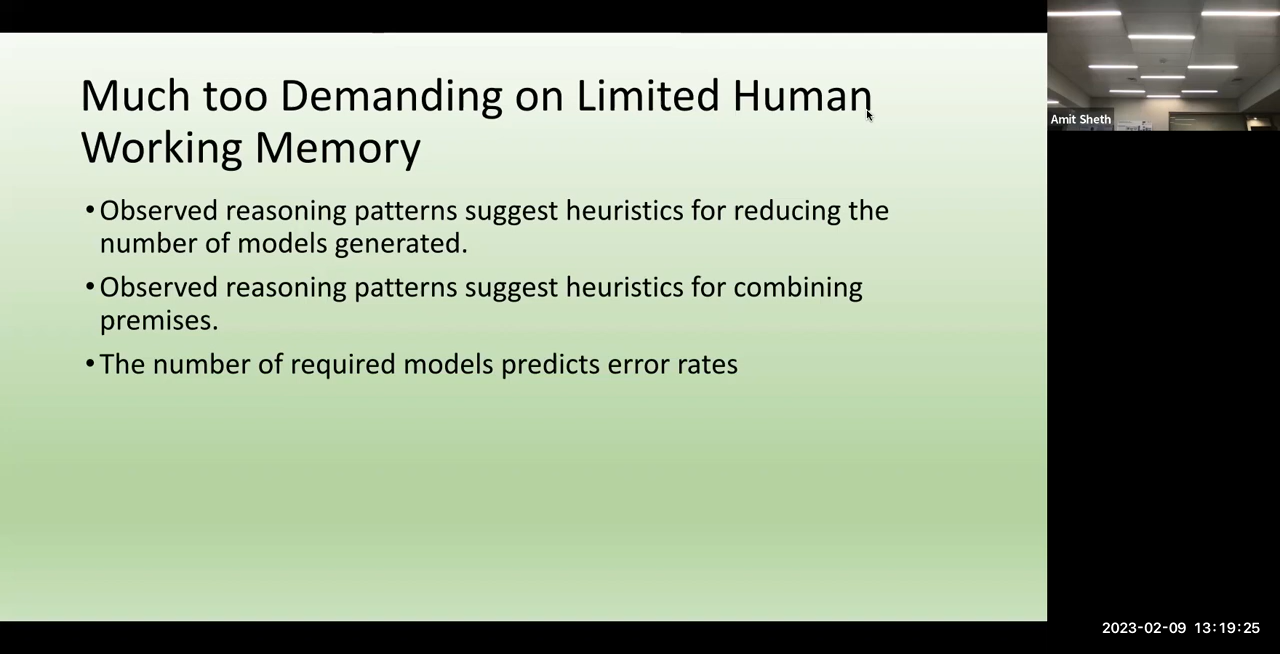 Much too Demanding on Limited Human
Working Memory
•Observed reasoning patterns suggest heuristics for reducing the
number of models generated.
•Observed reasoning patterns suggest heuristics for combining
premises.
•The number of required models predicts error rates
Amit Sheth
2023-02-09 13:19:25